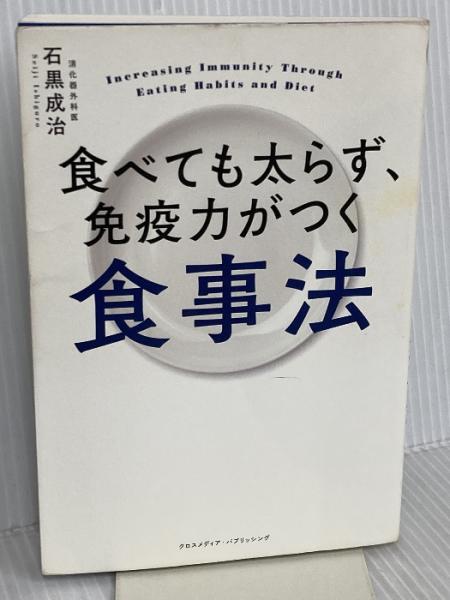 Increasing Immunity Through
Eating Habits and Diet
消化器外科医
石黒成治
Seiji Ishiguro
食べても太らず、
免疫力がつく
食事法
クロスメディア・パブリッシング